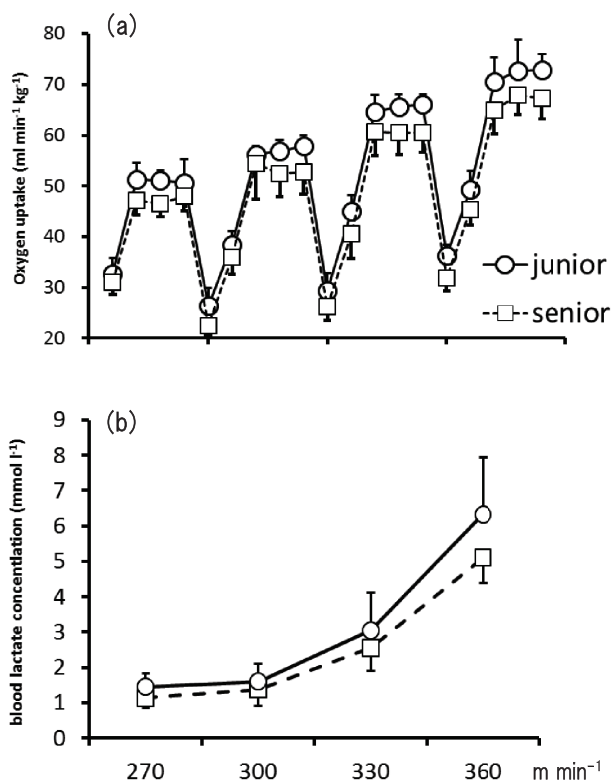 (a)
80
70
60
50
40
30
20
Oxygen uptake (ml min⁻¹ kg⁻¹)
junior
senior
(b)
9
8
7
6
5
4
3
2
1
0
blood lactate concentlation (mmol l⁻¹)
270 300 330 360 m min⁻¹